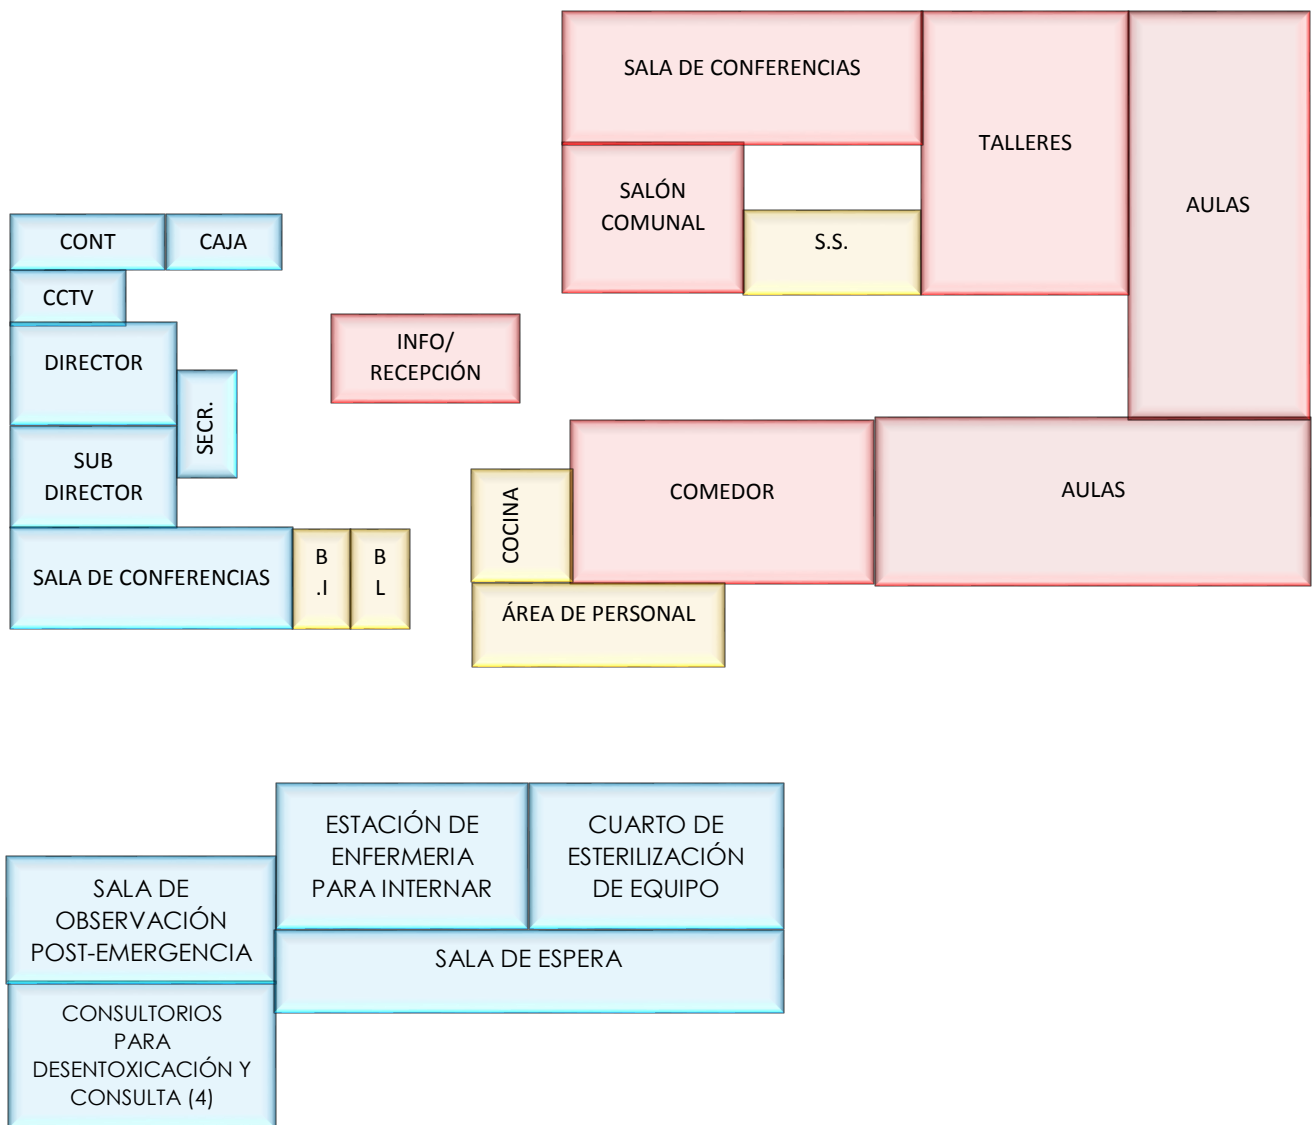 SALA DE CONFERENCIAS
TALLERES
AULAS
SALÓN
COMUNAL
S.S.
CONT
CAJA
CCTV
DIRECTOR
SECR.
SUB
DIRECTOR
SALA DE CONFERENCIAS
B
.I
B
L
INFO/
RECEPCIÓN
COCINA
COMEDOR
AULAS
ÁREA DE PERSONAL
ESTACIÓN DE
ENFERMERIA
PARA INTERNAR
CUARTO DE
ESTERILIZACIÓN
DE EQUIPO
SALA DE
OBSERVACIÓN
POST-EMERGENCIA
SALA DE ESPERA
CONSULTORIOS
PARA
DESENTOXICACIÓN Y
CONSULTA (4)